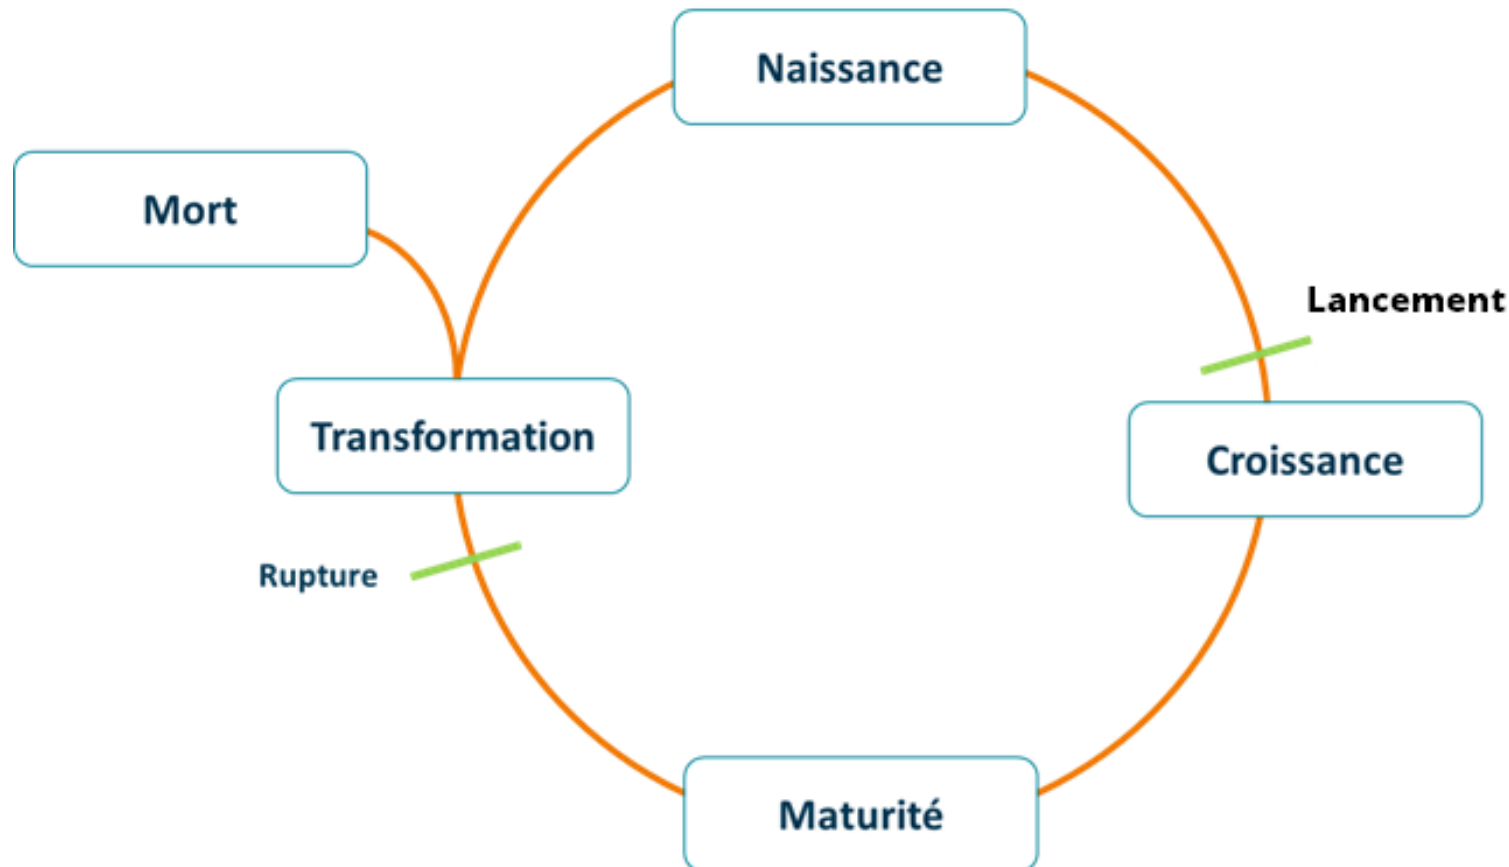 Naissance
Mort
Lancement
Transformation
Croissance
Rupture
Maturité